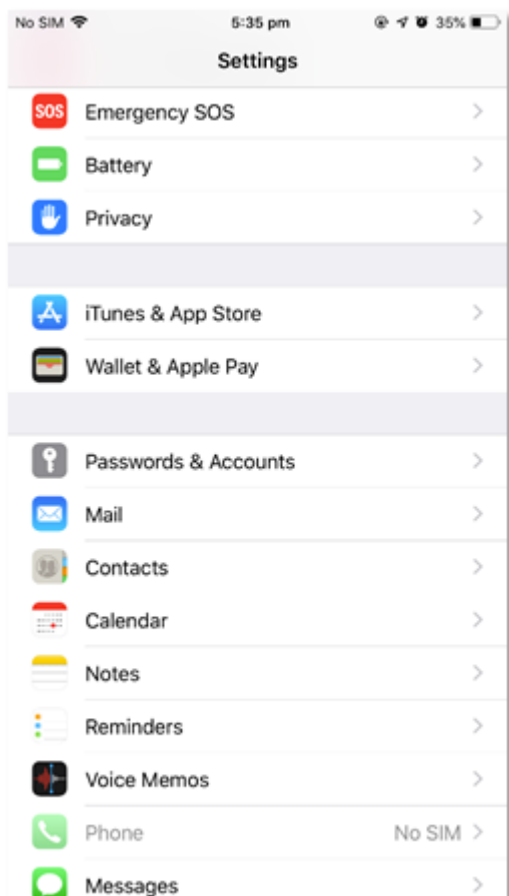 No SIM 5:35 pm 35%
Settings
SOS Emergency SOS
Battery
Privacy
iTunes & App Store
Wallet & Apple Pay
Passwords & Accounts
Mail
Contacts
Calendar
Notes
Reminders
Voice Memos
Phone No SIM
Messages